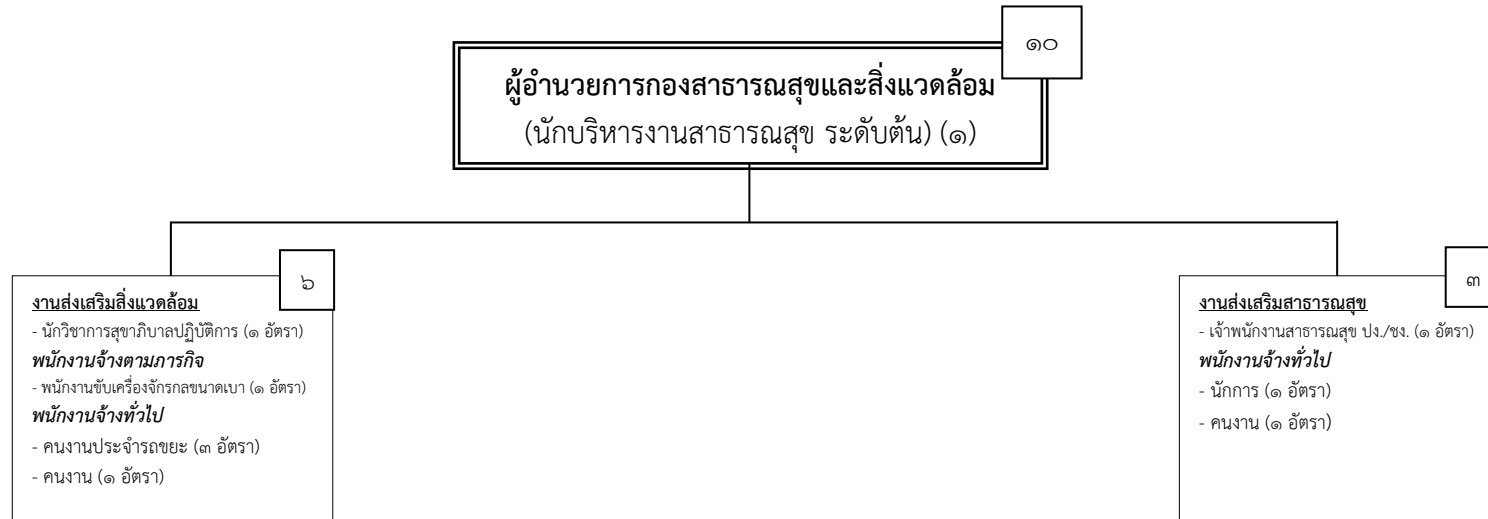 ๑๐
ผู้อำนวยการกองสาธารณสุขและสิ่งแวดล้อม
(นักบริหารงานสาธารณสุข ระดับต้น) (๑)
๖
งานส่งเสริมสิ่งแวดล้อม
- นักวิชาการสุขาภิบาลปฏิบัติการ (๑ อัตรา)
พนักงานจ้างตามภารกิจ
- พนักงานขับเครื่องจักรกลขนาดเบา (๑ อัตรา)
พนักงานจ้างทั่วไป
- คนงานประจำรถขยะ (๓ อัตรา)
- คนงาน (๑ อัตรา)
๓
งานส่งเสริมสาธารณสุข
- เจ้าพนักงานสาธารณสุข ปง./ชง. (๑ อัตรา)
พนักงานจ้างทั่วไป
- นักการ (๑ อัตรา)
- คนงาน (๑ อัตรา)